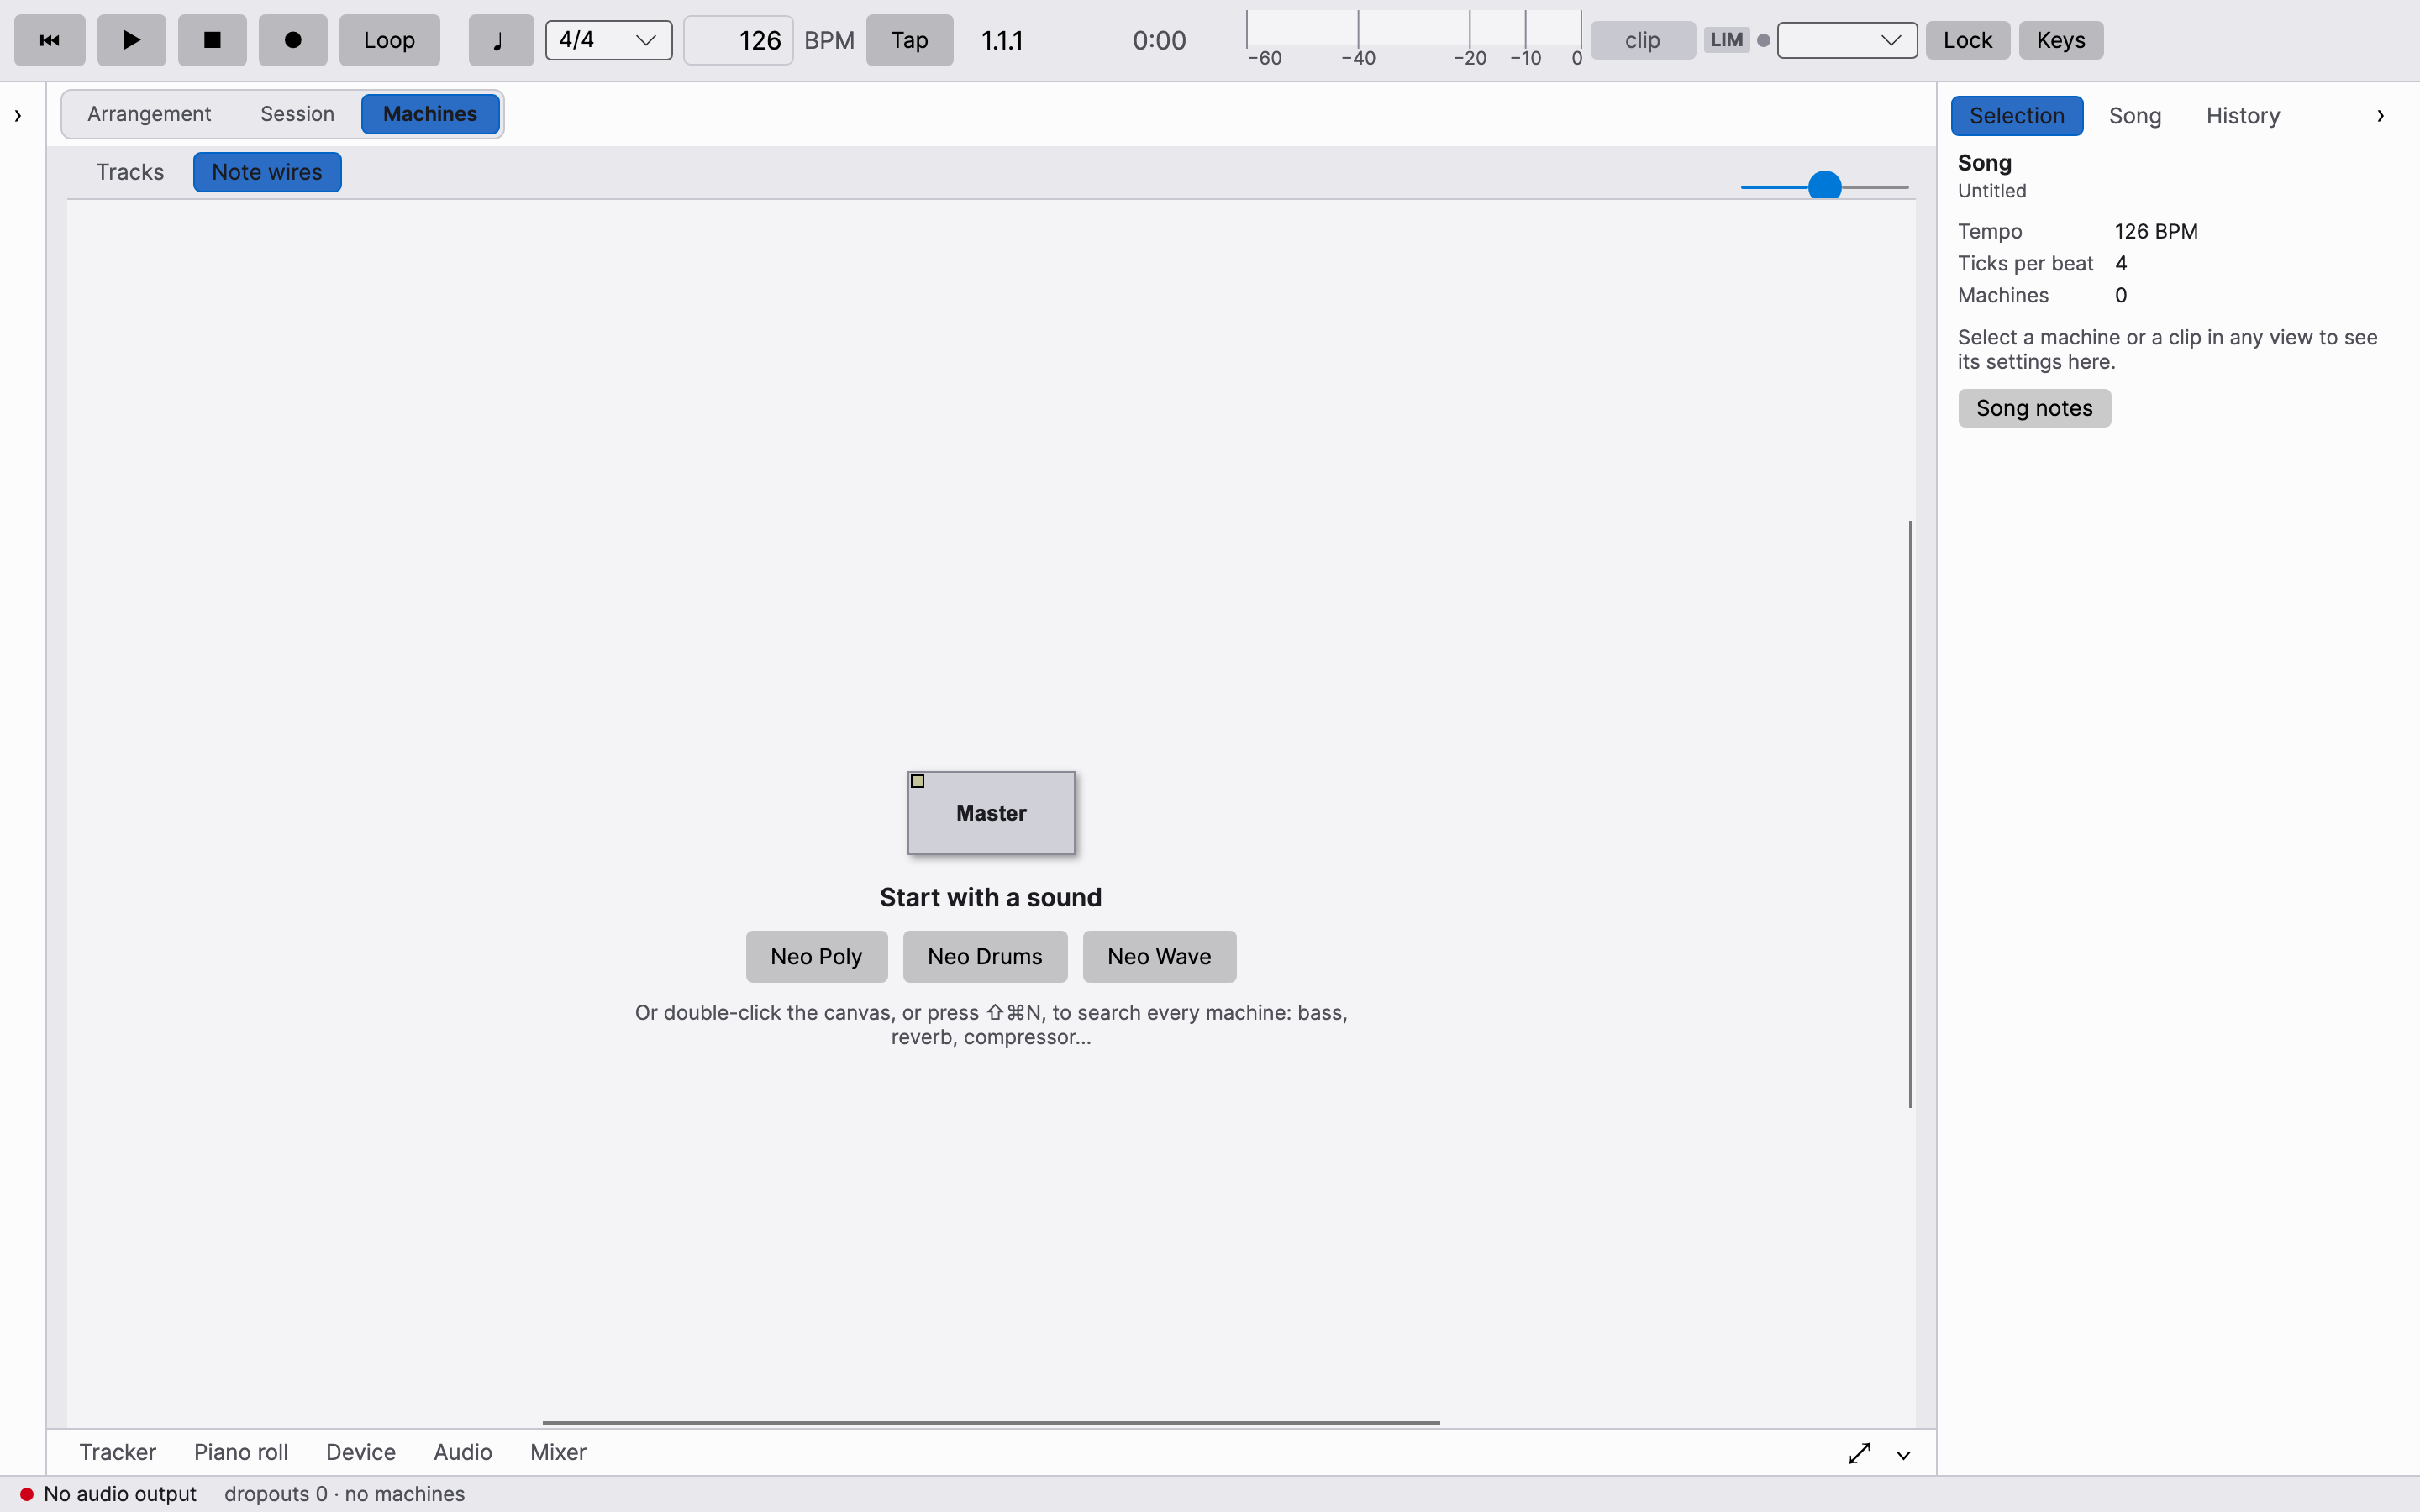 Loop
4/4
126 BPM
Tap
1.1.1
0:00
−60 −40 −20 −10 0
clip
LIM
Lock
Keys
Arrangement Session Machines
Tracks Note wires
Master
Start with a sound
Neo Poly Neo Drums Neo Wave
Or double-click the canvas, or press ⇧⌘N, to search every machine: bass,
reverb, compressor...
Selection Song History
Song
Untitled
Tempo 126 BPM
Ticks per beat 4
Machines 0
Select a machine or a clip in any view to see
its settings here.
Song notes
Tracker Piano roll Device Audio Mixer
No audio output dropouts 0 · no machines